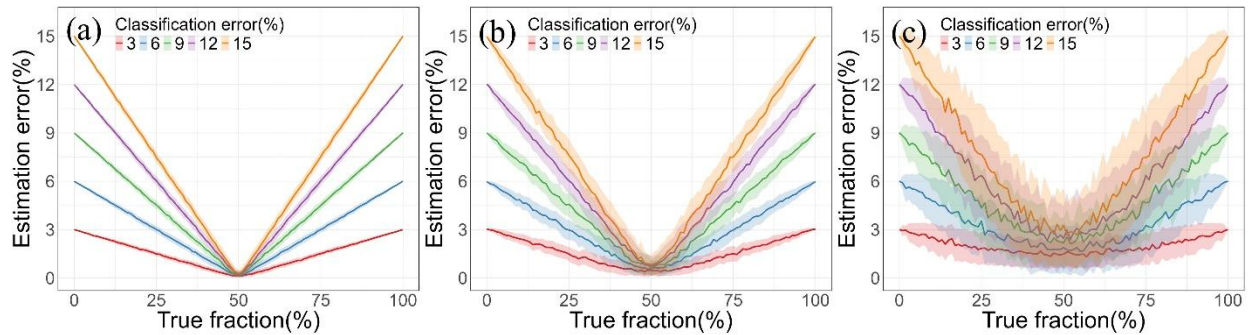 (a)
Classification error(%)
3 6 9 12 15
Estimation error(%)
15
12
9
6
3
0
0 25 50 75 100
True fraction(%)
(b)
Classification error(%)
3 6 9 12 15
Estimation error(%)
15
12
9
6
3
0
0 25 50 75 100
True fraction(%)
(c)
Classification error(%)
3 6 9 12 15
Estimation error(%)
15
12
9
6
3
0
0 25 50 75 100
True fraction(%)